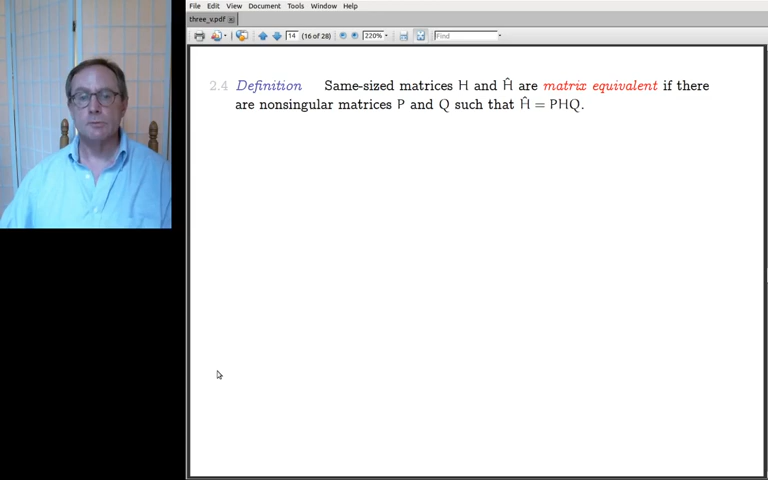 File Edit View Document Tools Window Help
three_v.pdf
14 (16 of 28) 220% Find
2.4 Definition Same-sized matrices H and Ĥ are matrix equivalent if there
are nonsingular matrices P and Q such that Ĥ = PHQ.